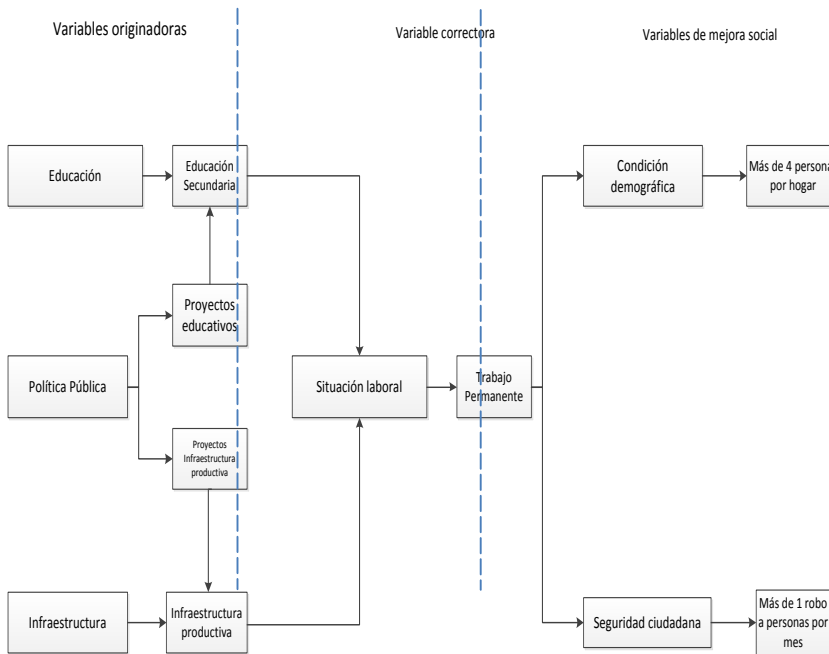 Variables originadoras
Variable correctora
Variables de mejora social
Educación
Educación
Secundaria
Condición
demográfica
Más de 4 persona
por hogar
Proyectos
educativos
Política Pública
Situación laboral
Trabajo
Permanente
Proyectos
Infraestructura
productiva
Infraestructura
Infraestructura
productiva
Seguridad ciudadana
Más de 1 robo
a personas por
mes